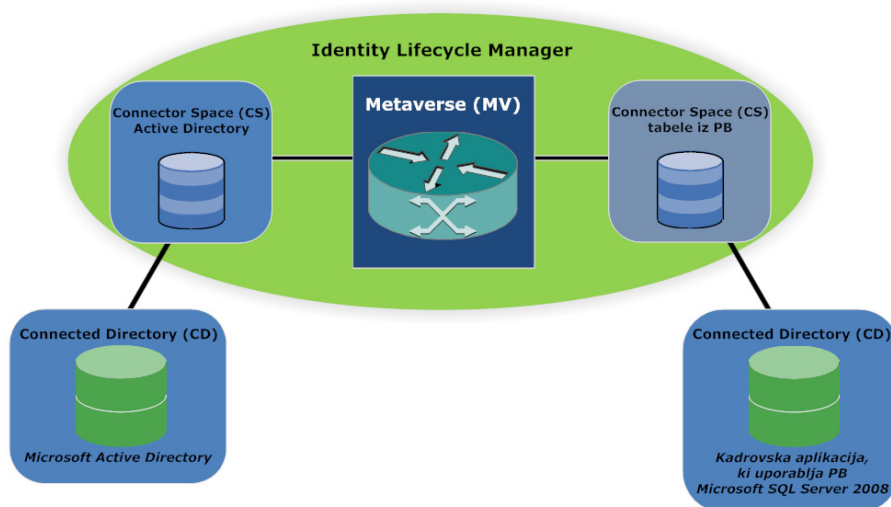 Identity Lifecycle Manager
Connector Space (CS)
Active Directory
Metaverse (MV)
Connector Space (CS)
tabele iz PB
Connected Directory (CD)
Microsoft Active Directory
Connected Directory (CD)
Kadrovska aplikacija,
ki uporablja PB
Microsoft SQL Server 2008